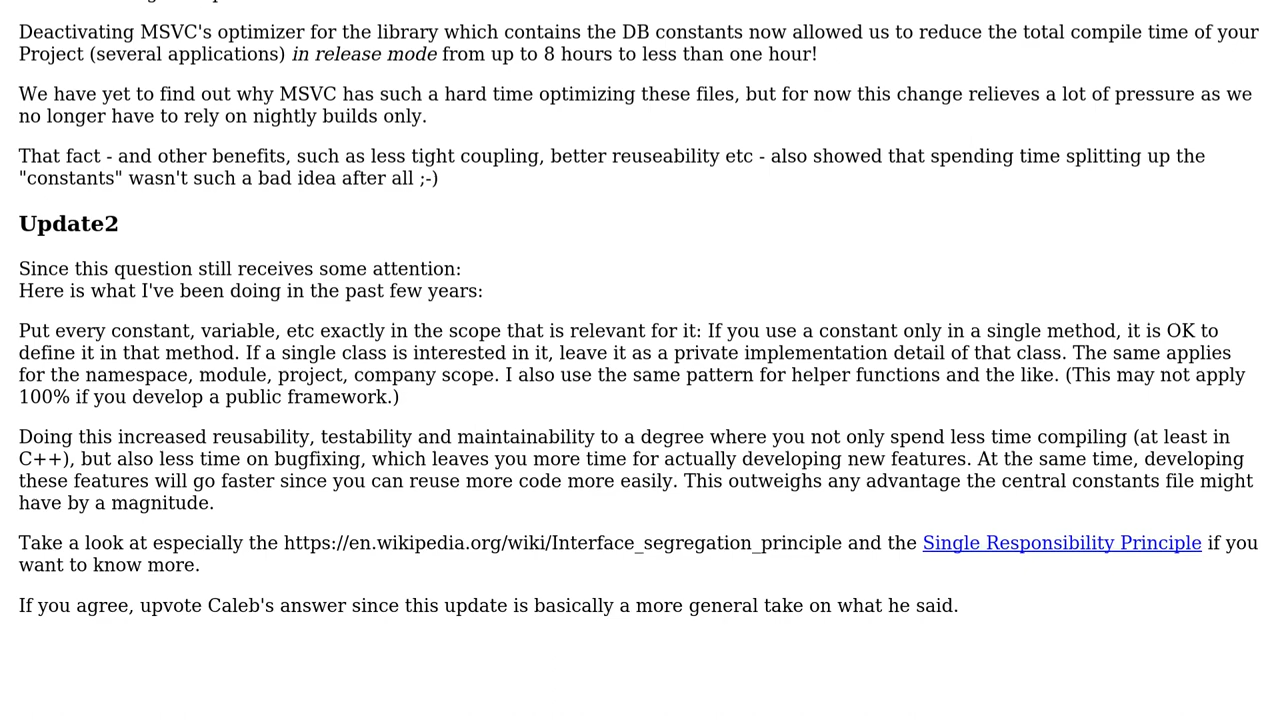 Deactivating MSVC's optimizer for the library which contains the DB constants now allowed us to reduce the total compile time of your
Project (several applications) in release mode from up to 8 hours to less than one hour!
We have yet to find out why MSVC has such a hard time optimizing these files, but for now this change relieves a lot of pressure as we
no longer have to rely on nightly builds only.
That fact - and other benefits, such as less tight coupling, better reuseability etc - also showed that spending time splitting up the
"constants" wasn't such a bad idea after all ;-)
Update2
Since this question still receives some attention:
Here is what I've been doing in the past few years:
Put every constant, variable, etc exactly in the scope that is relevant for it: If you use a constant only in a single method, it is OK to
define it in that method. If a single class is interested in it, leave it as a private implementation detail of that class. The same applies
for the namespace, module, project, company scope. I also use the same pattern for helper functions and the like. (This may not apply
100% if you develop a public framework.)
Doing this increased reusability, testability and maintainability to a degree where you not only spend less time compiling (at least in
C++), but also less time on bugfixing, which leaves you more time for actually developing new features. At the same time, developing
these features will go faster since you can reuse more code more easily. This outweighs any advantage the central constants file might
have by a magnitude.
Take a look at especially the https://en.wikipedia.org/wiki/Interface_segregation_principle and the Single Responsibility Principle if you
want to know more.
If you agree, upvote Caleb's answer since this update is basically a more general take on what he said.